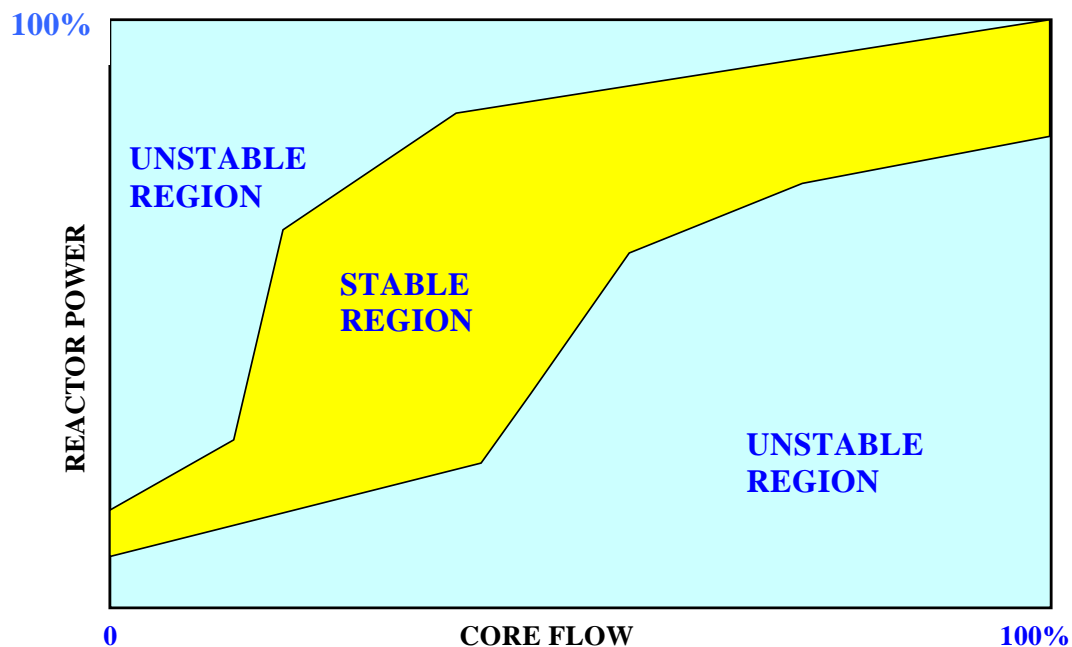 100%
UNSTABLE
REGION
REACTOR POWER
STABLE
REGION
UNSTABLE
REGION
0
CORE FLOW
100%